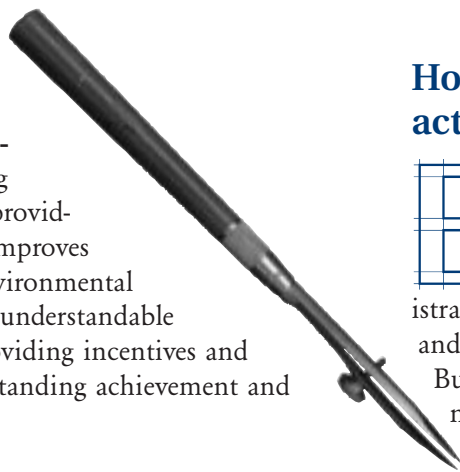 -
g
provid-
mproves
vironmental
understandable
viding incentives and
tanding achievement and
Ho
act
istra
and
Bu
n